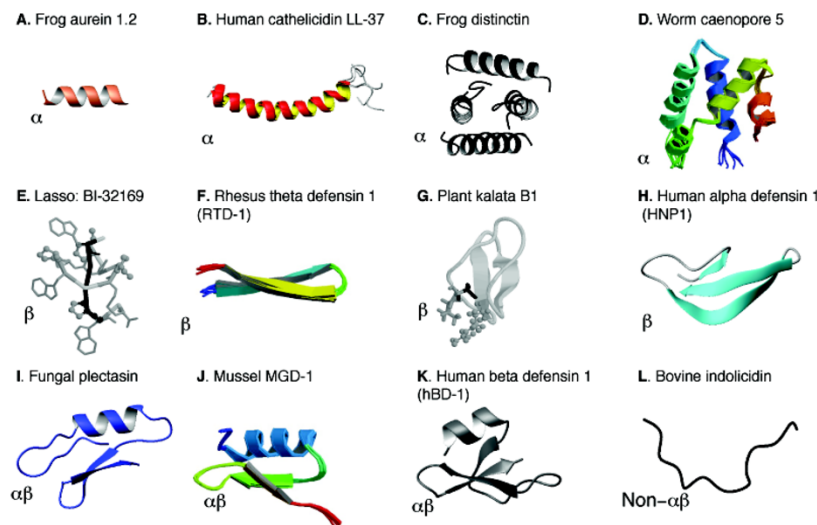 A. Frog aurein 1.2
B. Human cathelicidin LL-37
C. Frog distinctin
D. Worm caenopore 5
α
α
α
α
E. Lasso: BI-32169
F. Rhesus theta defensin 1
(RTD-1)
G. Plant kalata B1
H. Human alpha defensin 1
(HNP1)
β
β
β
β
I. Fungal plectasin
J. Mussel MGD-1
K. Human beta defensin 1
(hBD-1)
L. Bovine indolicidin
αβ
αβ
αβ
Non-αβ